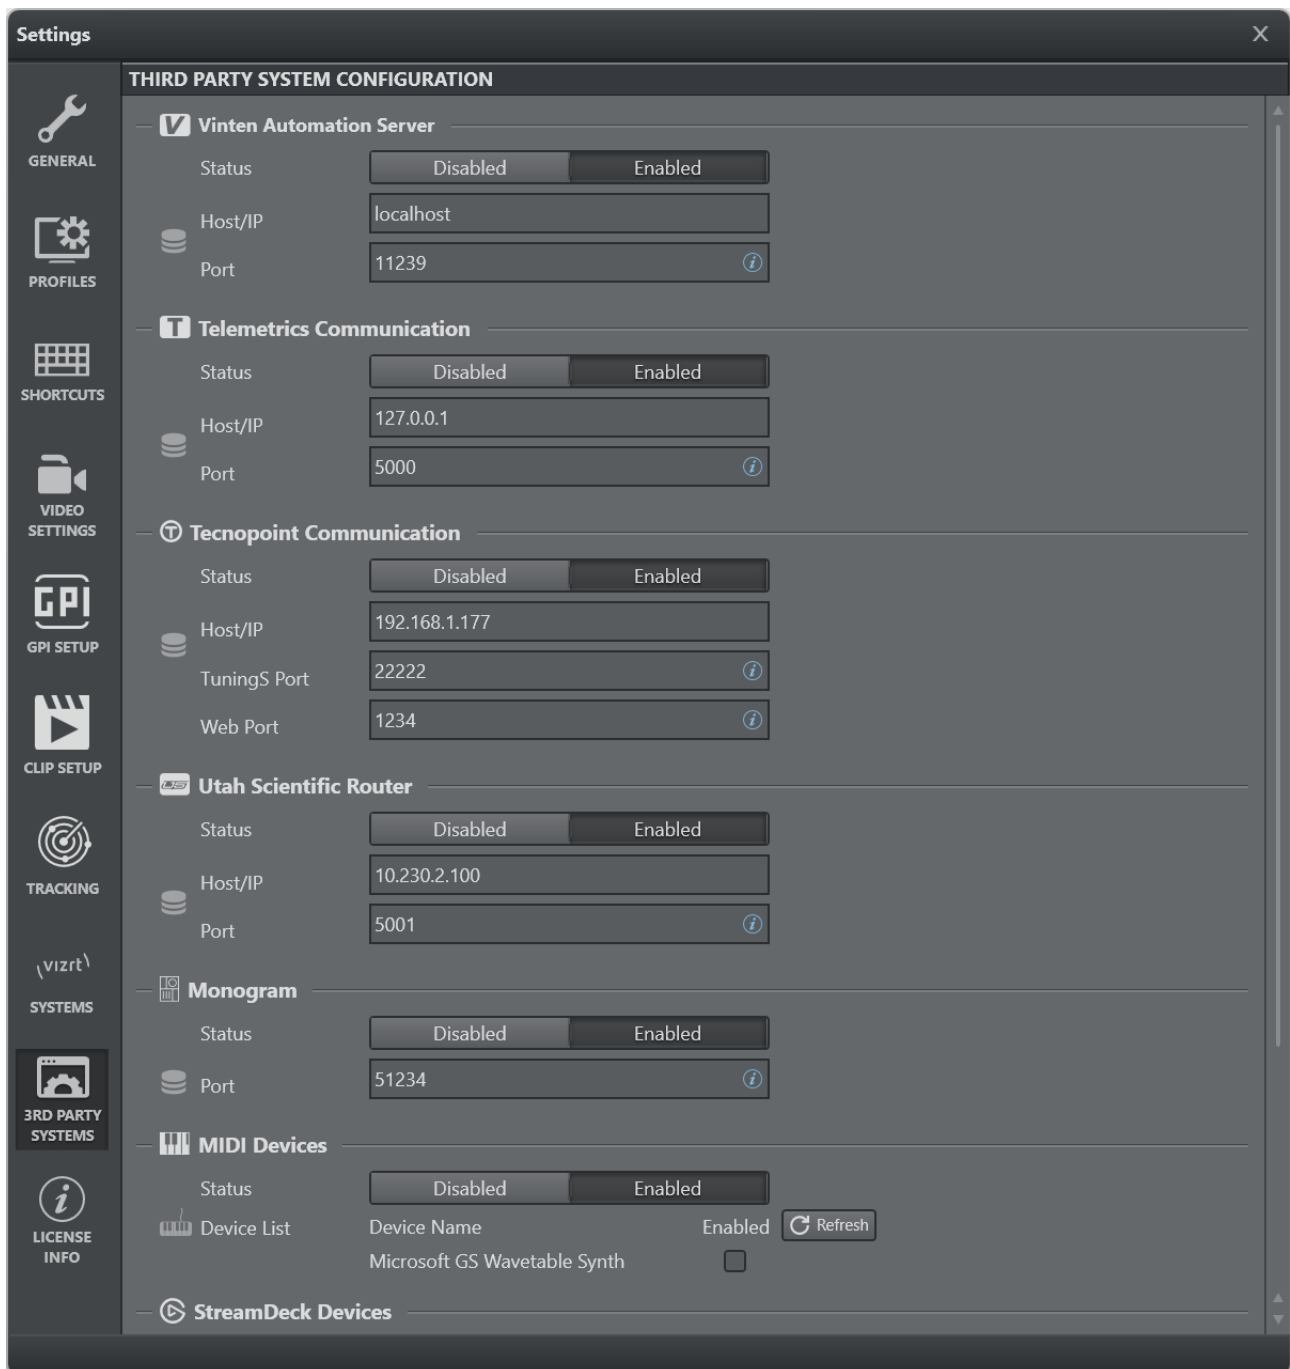 Settings
X
THIRD PARTY SYSTEM CONFIGURATION
GENERAL
PROFILES
SHORTCUTS
VIDEO
SETTINGS
GPI
GPI SETUP
CLIP SETUP
TRACKING
vizrt
SYSTEMS
3RD PARTY
SYSTEMS
LICENSE
INFO
V Vinten Automation Server
Status Disabled Enabled
Host/IP localhost
Port 11239 i
T Telemetrics Communication
Status Disabled Enabled
Host/IP 127.0.0.1
Port 5000 i
T Tecnopoint Communication
Status Disabled Enabled
Host/IP 192.168.1.177
TuningS Port 22222 i
Web Port 1234 i
US Utah Scientific Router
Status Disabled Enabled
Host/IP 10.230.2.100
Port 5001 i
Monogram
Status Disabled Enabled
Port 51234 i
MIDI Devices
Status Disabled Enabled
Device List Device Name Enabled Refresh
Microsoft GS Wavetable Synth
StreamDeck Devices